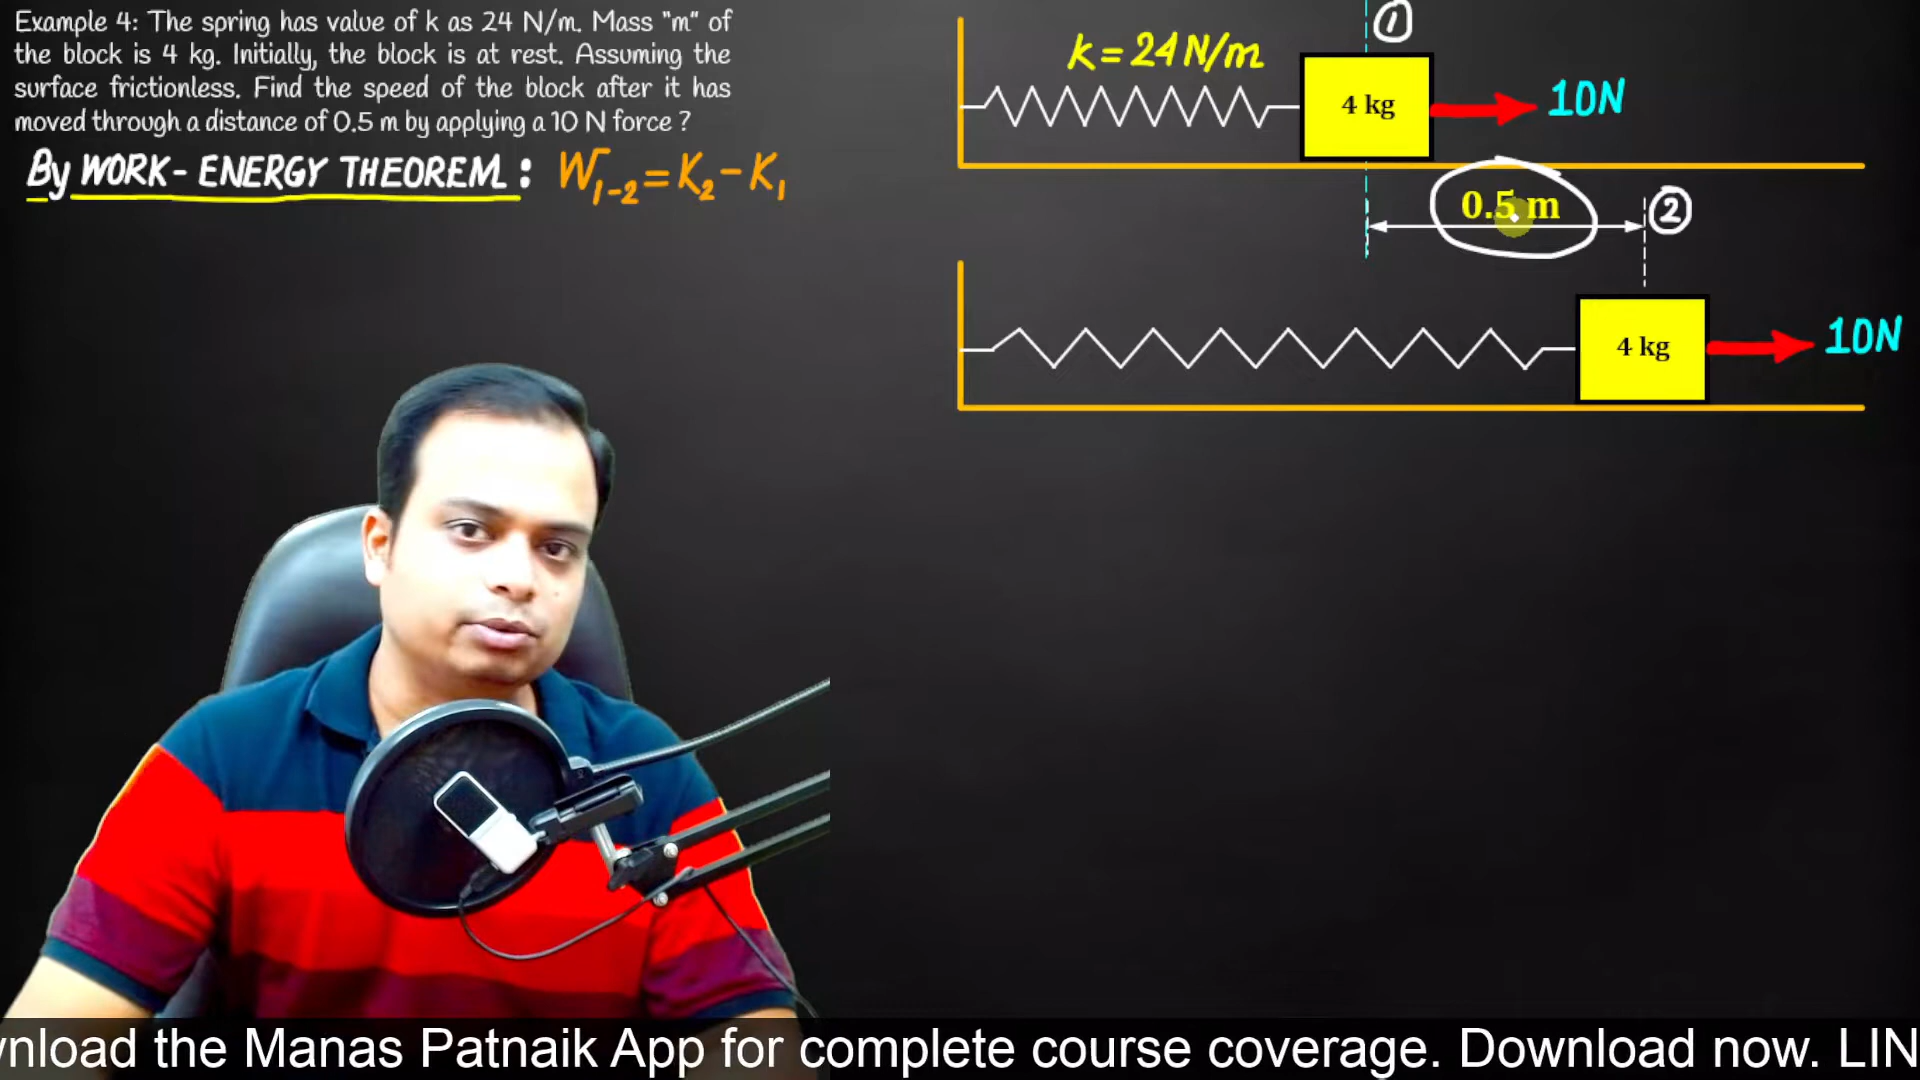 Example 4: The spring has value of k as 24 N/m. Mass "m" of
the block is 4 kg. Initially, the block is at rest. Assuming the
surface frictionless. Find the speed of the block after it has
moved through a distance of 0.5 m by applying a 10 N force ?
By WORK-ENERGY THEOREM : W₁₋₂ = K₂ - K₁
①
k = 24 N/m
4 kg
10N
0.5 m
②
4 kg
10N
wnload the Manas Patnaik App for complete course coverage. Download now. LIN